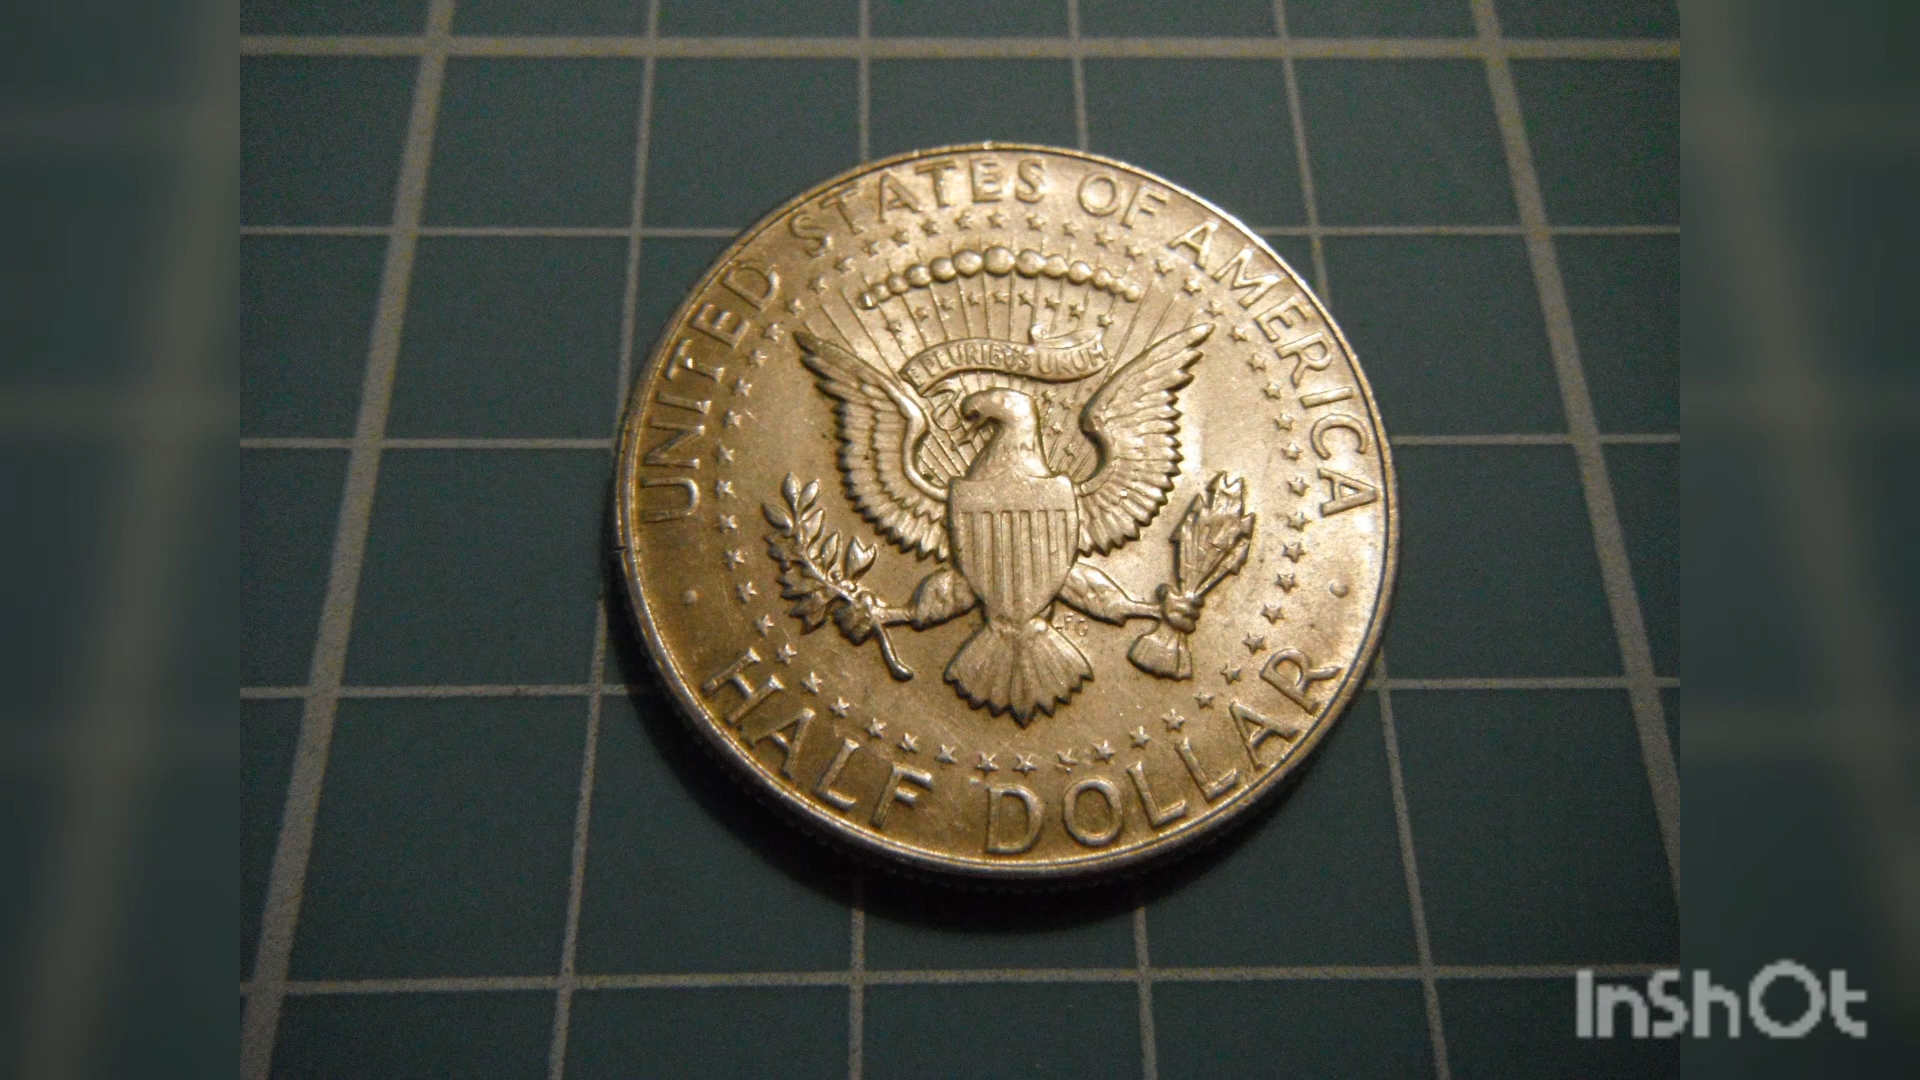 UNITED STATES OF AMERICA
E PLURIBUS UNUM
FG
HALF DOLLAR
InShOt